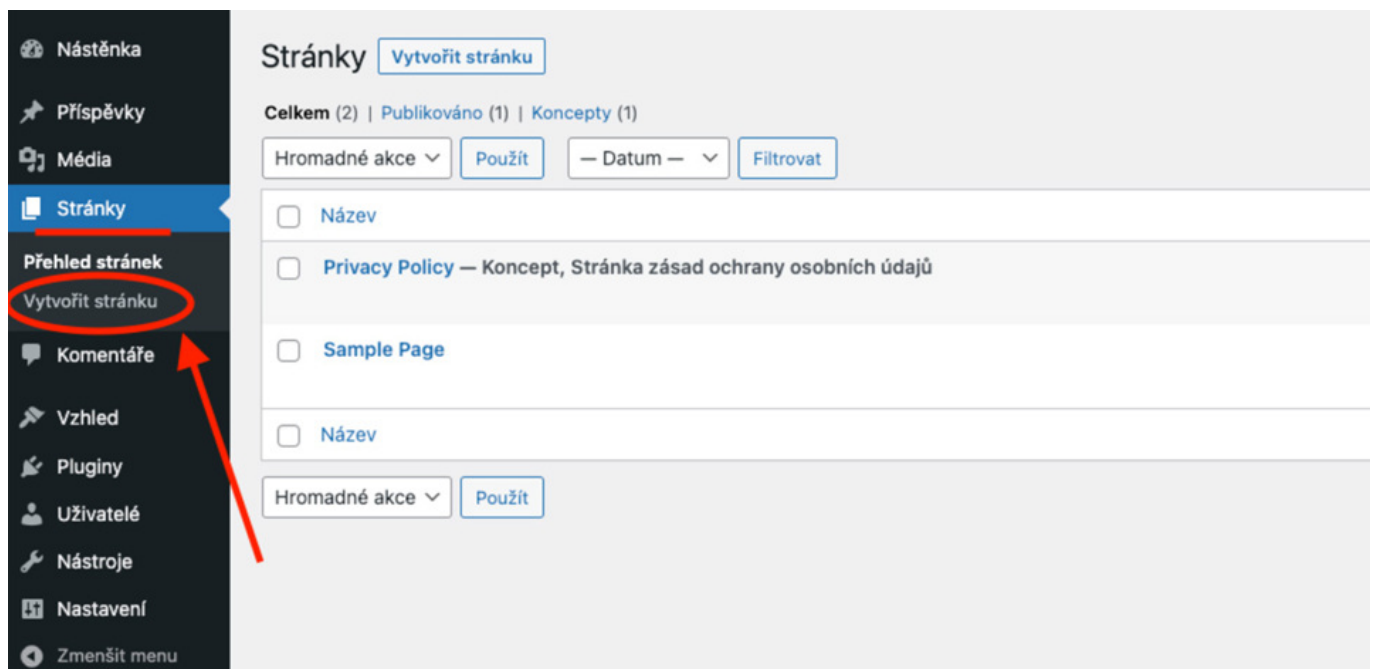 Nástěnka
Příspěvky
Média
Stránky
Přehled stránek
Vytvořit stránku
Komentáře
Vzhled
Pluginy
Uživatelé
Nástroje
Nastavení
Zmenšit menu
Stránky Vytvořit stránku
Celkem (2) | Publikováno (1) | Koncepty (1)
Hromadné akce Použít — Datum — Filtrovat
Název
Privacy Policy — Koncept, Stránka zásad ochrany osobních údajů
Sample Page
Název
Hromadné akce Použít